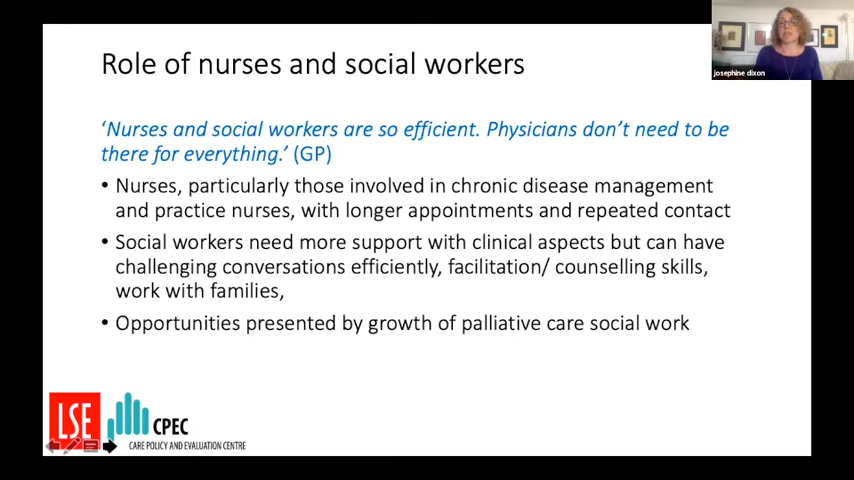 josephine dixon
Role of nurses and social workers
‘Nurses and social workers are so efficient. Physicians don’t need to be
there for everything.’ (GP)
• Nurses, particularly those involved in chronic disease management
and practice nurses, with longer appointments and repeated contact
• Social workers need more support with clinical aspects but can have
challenging conversations efficiently, facilitation/ counselling skills,
work with families,
• Opportunities presented by growth of palliative care social work
LSE
CPEC
CARE POLICY AND EVALUATION CENTRE